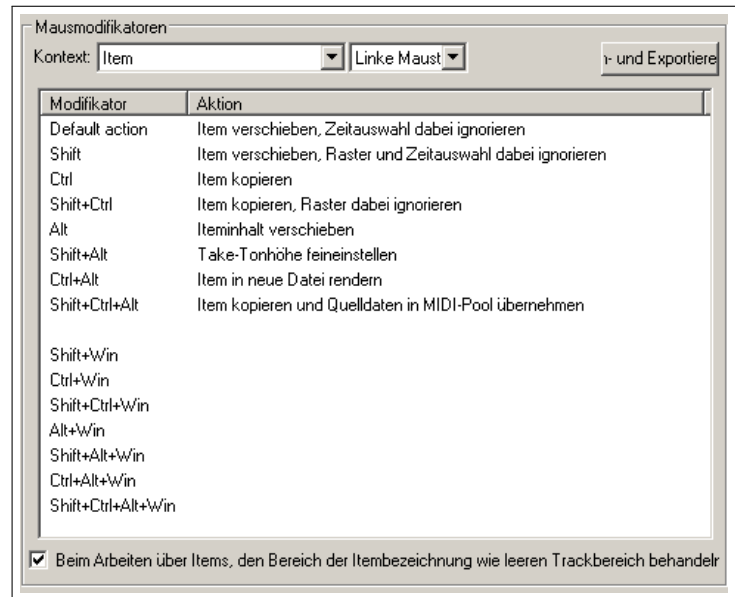 Mausmodifikatoren
Kontext: Item Linke Maust n- und Exportiere
Modifikator Aktion
Default action Item verschieben, Zeitauswahl dabei ignorieren
Shift Item verschieben, Raster und Zeitauswahl dabei ignorieren
Ctrl Item kopieren
Shift+Ctrl Item kopieren, Raster dabei ignorieren
Alt Iteminhalt verschieben
Shift+Alt Take-Tonhöhe feineinstellen
Ctrl+Alt Item in neue Datei rendern
Shift+Ctrl+Alt Item kopieren und Quelldaten in MIDI-Pool übernehmen
Shift+Win
Ctrl+Win
Shift+Ctrl+Win
Alt+Win
Shift+Alt+Win
Ctrl+Alt+Win
Shift+Ctrl+Alt+Win
Beim Arbeiten über Items, den Bereich der Itembezeichnung wie leeren Trackbereich behandeln